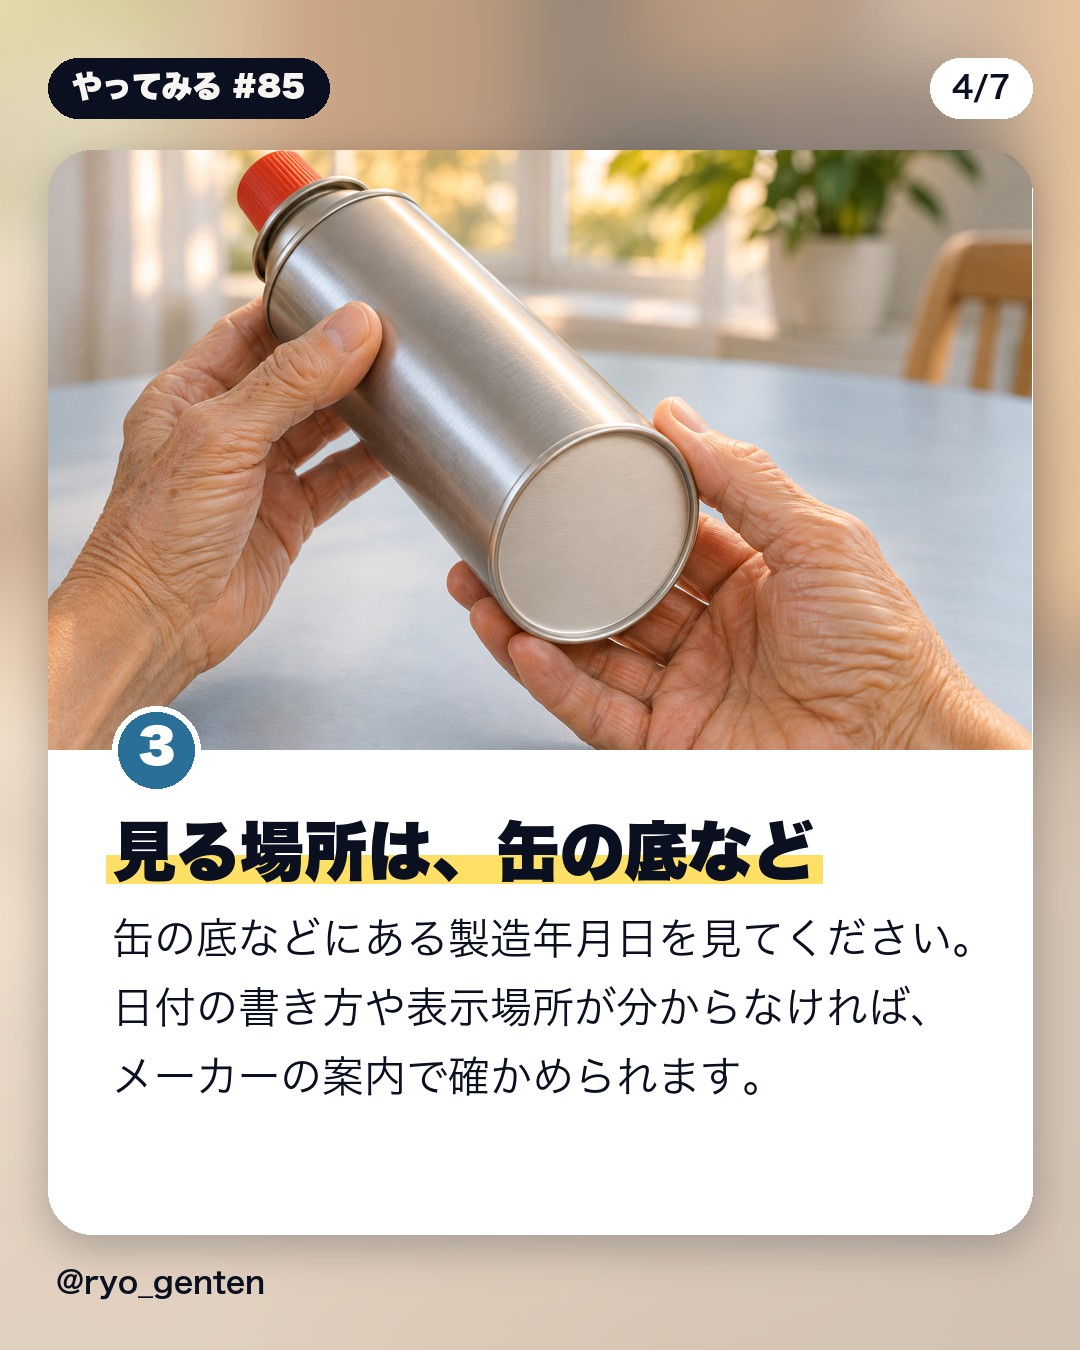 やってみる #85
4/7
3
見る場所は、缶の底など
缶の底などにある製造年月日を見てください。
日付の書き方や表示場所が分からなければ、
メーカーの案内で確かめられます。
@ryo_genten